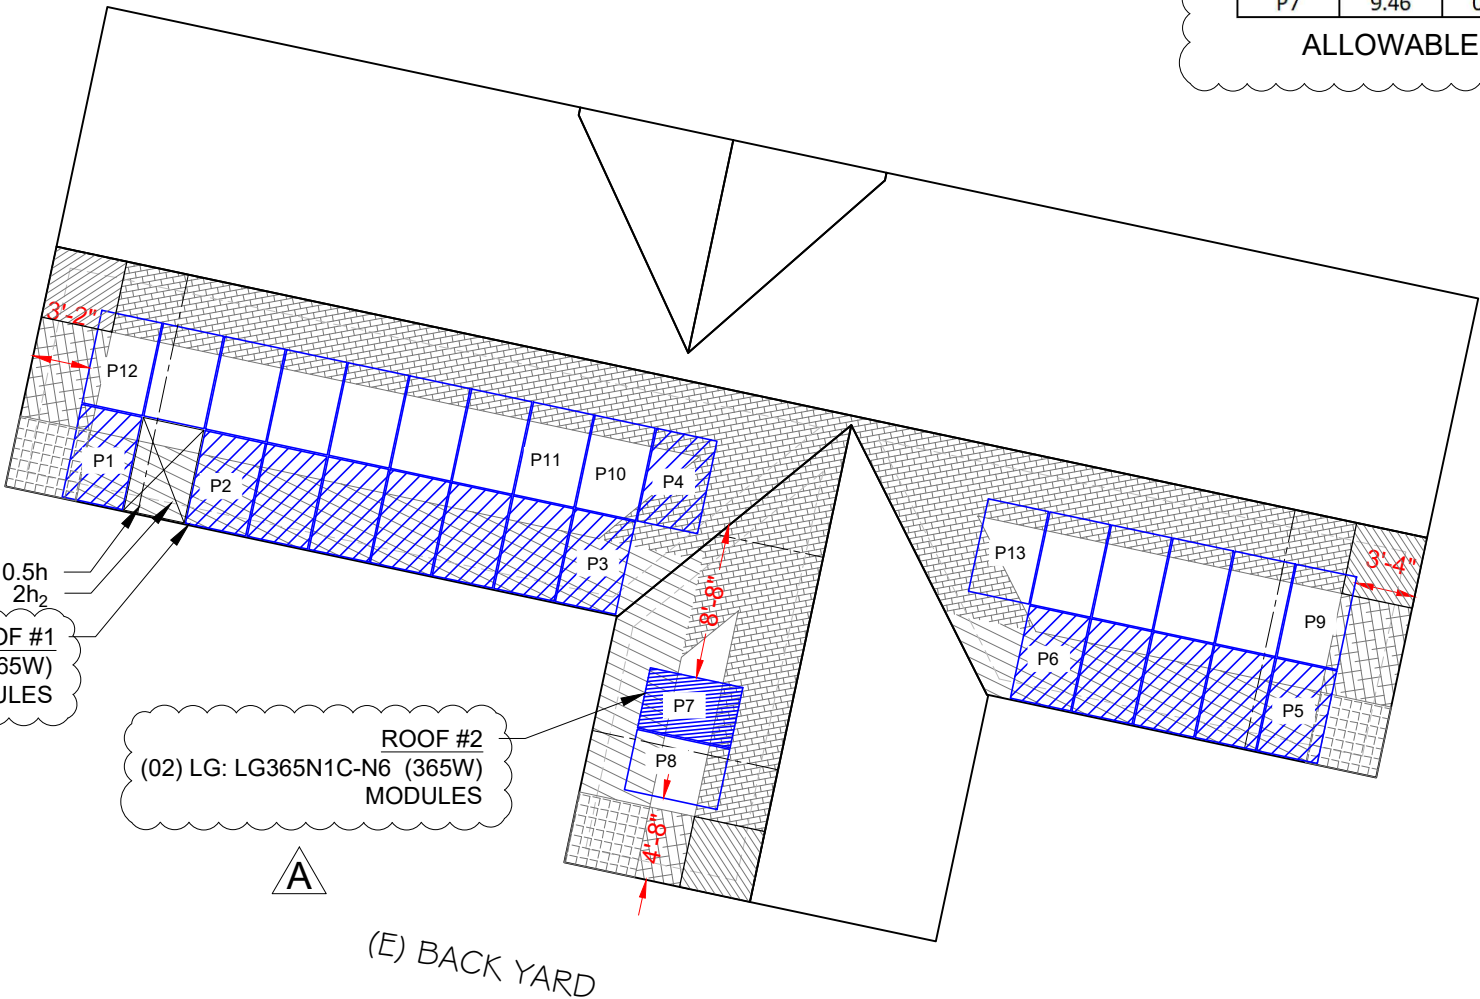 P7 9.46
ALLOWABLE
3'-2"
P12
P1
P2
P11
P10
P4
P3
0.5h
2h2
OF #1
65W)
ULES
8'-8"
P13
3'-4"
P9
P6
P5
P7
P8
ROOF #2
(02) LG: LG365N1C-N6 (365W)
MODULES
4'-8"
A
(E) BACK YARD